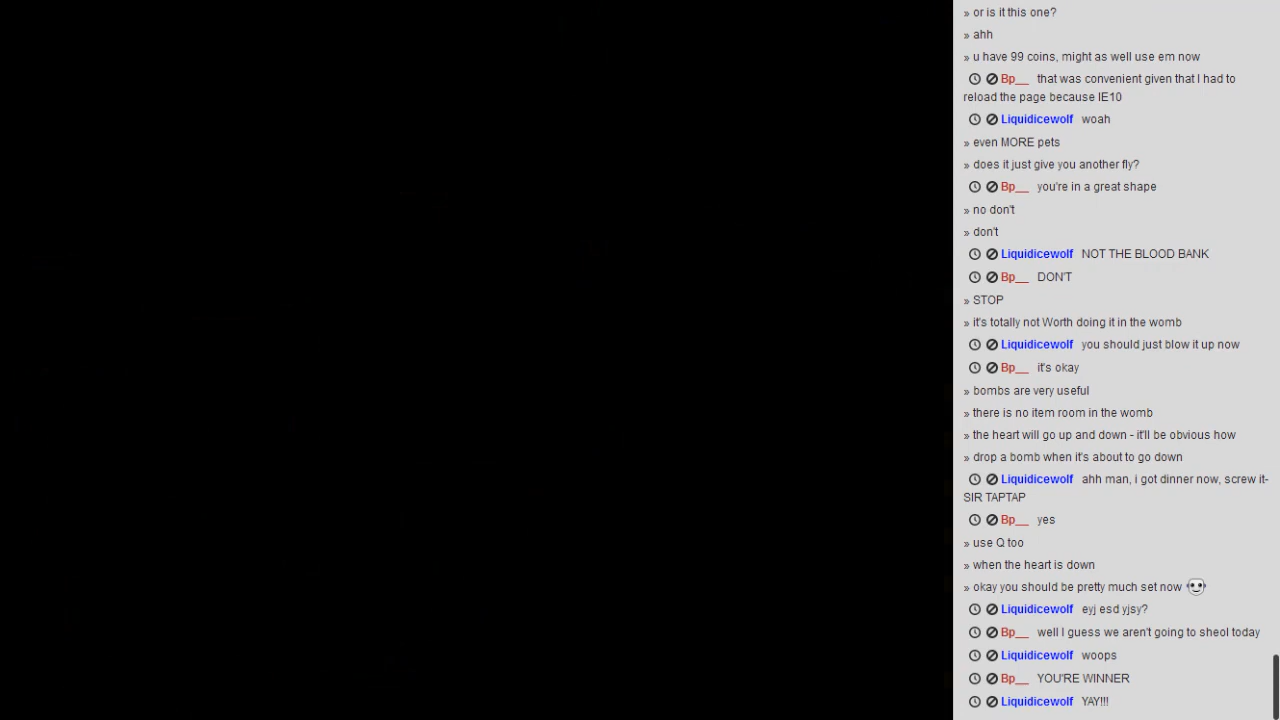 » or is it this one?
» ahh
» u have 99 coins, might as well use em now
Bp__ that was convenient given that I had to
reload the page because IE10
Liquidicewolf woah
» even MORE pets
» does it just give you another fly?
Bp__ you're in a great shape
» no don't
» don't
Liquidicewolf NOT THE BLOOD BANK
Bp__ DON'T
» STOP
» it's totally not Worth doing it in the womb
Liquidicewolf you should just blow it up now
Bp__ it's okay
» bombs are very useful
» there is no item room in the womb
» the heart will go up and down - it'll be obvious how
» drop a bomb when it's about to go down
Liquidicewolf ahh man, i got dinner now, screw it-
SIR TAPTAP
Bp__ yes
» use Q too
» when the heart is down
» okay you should be pretty much set now
Liquidicewolf eyj esd yjsy?
Bp__ well I guess we aren't going to sheol today
Liquidicewolf woops
Bp__ YOU'RE WINNER
Liquidicewolf YAY!!!